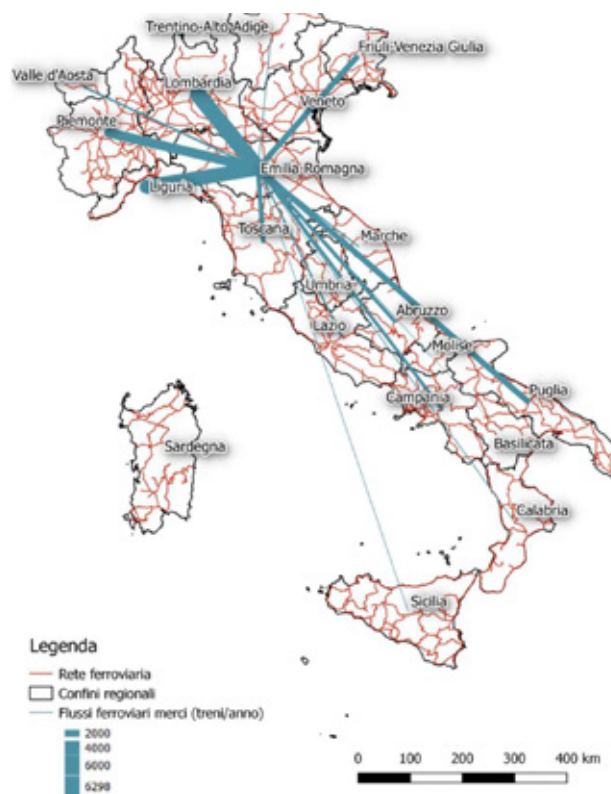 Trentino-Alto Adige
Friuli-Venezia Giulia
Valle d'Aosta
Lombardia
Veneto
Piemonte
Emilia-Romagna
Liguria
Toscana
Marche
Umbria
Abruzzo
Lazio
Molise
Puglia
Campania
Basilicata
Sardegna
Calabria
Sicilia
Legenda
Rete ferroviaria
Confini regionali
Flussi ferroviari merci (treni/anno)
2000
4000
6000
6298
0 100 200 300 400 km